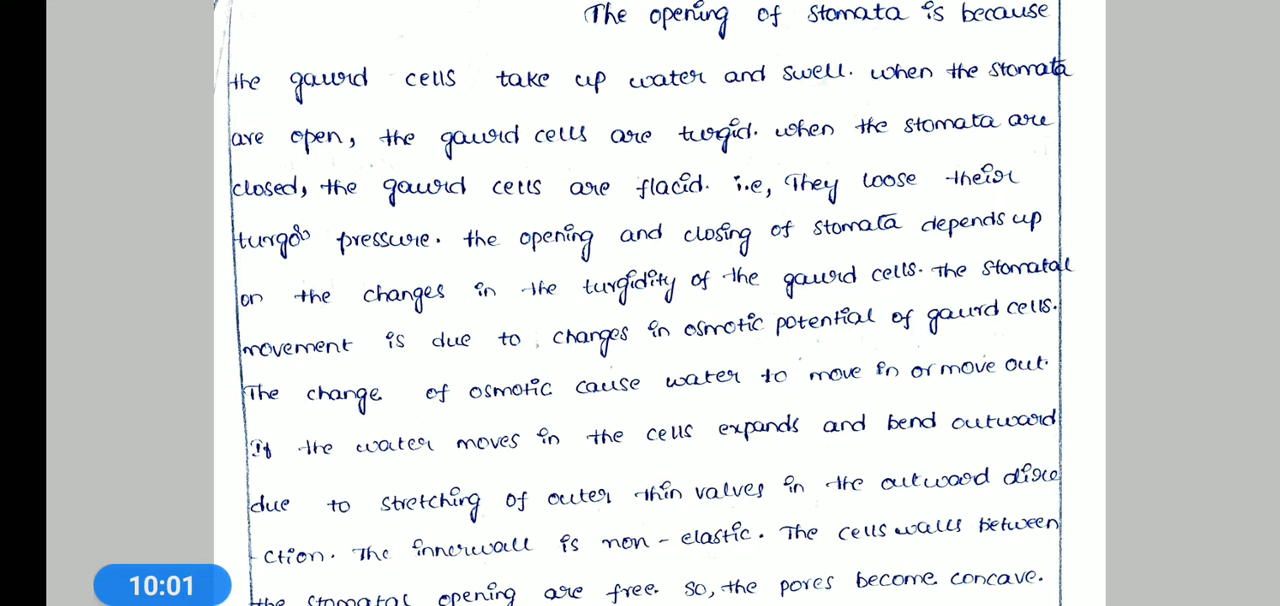 The opening of stomata is because
the gaurd cells take up water and swell. when the stomata
are open, the gaurd cells are turgid. when the stomata are
closed, the gaurd cells are flacid. i.e, They loose their
turgor pressure. the opening and closing of stomata depends up
on the changes in the turgidity of the gaurd cells. The stomatal
movement is due to changes in osmotic potential of gaurd cells.
The change of osmotic cause water to move in or move out.
If the water moves in the cells expands and bend outward
due to stretching of outer thin valves in the outward dire
ction. The innerwall is non-elastic. The cells walls between
the stomatal opening are free. so, the pores become concave.
10:01